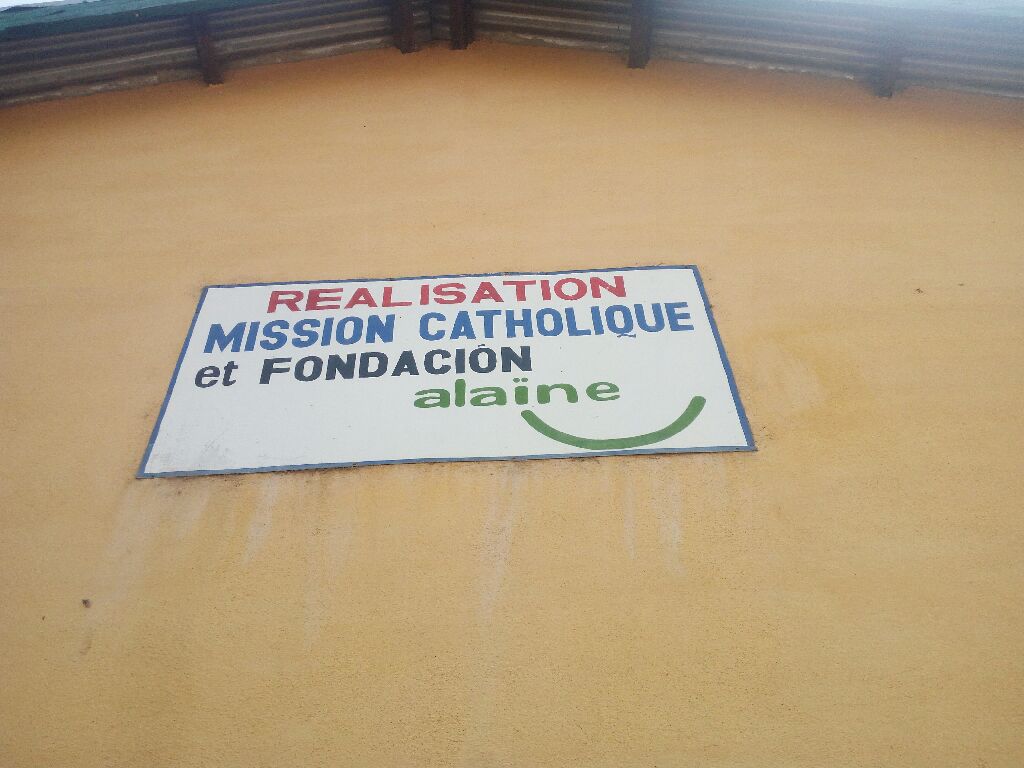 REALISATION
MISSION CATHOLIQUE
et FONDACIÓN
alaïne